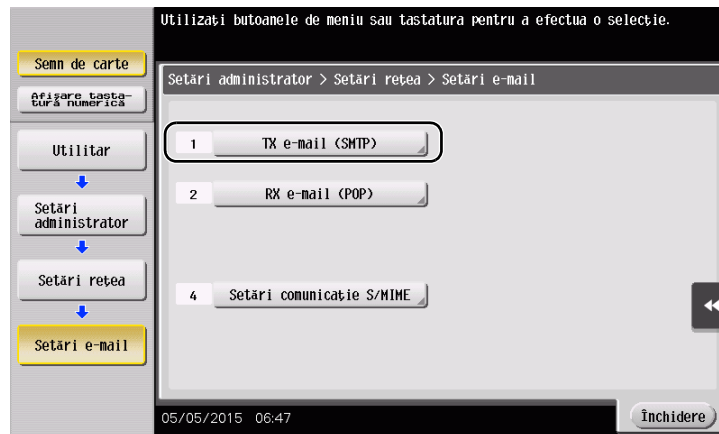 Utilizați butoanele de meniu sau tastatura pentru a efectua o selecție.
Semn de carte
Afișare tasta-
tură numerică
Utilitar
Setări
administrator
Setări rețea
Setări e-mail
Setări administrator > Setări rețea > Setări e-mail
1 TX e-mail (SMTP)
2 RX e-mail (POP)
4 Setări comunicație S/MIME
05/05/2015 06:47
Închidere